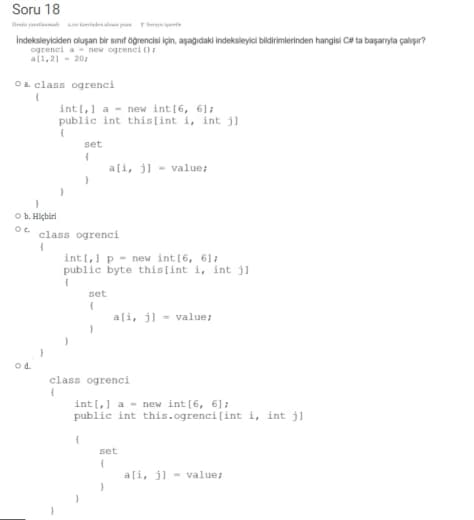 Soru 18
Henüz yanıtlanmadı
İndeksleyiciden oluşan bir sınıf öğrencisi için, aşağıdaki indeksleyici bildirimlerinden hangisi C# ta başarıyla çalışır?
ogrenci a = new ogrenci();
a[1,2] = 20;
a. class ogrenci
{
int[,] a = new int[6, 6];
public int this[int i, int j]
{
set
{
a[i, j] = value;
}
}
}
b. Hiçbiri
c.
class ogrenci
{
int[,] p = new int[6, 6];
public byte this[int i, int j]
{
set
{
a[i, j] = value;
}
}
}
d.
class ogrenci
{
int[,] a = new int[6, 6];
public int this.ogrenci[int i, int j]
{
set
{
a[i, j] = value;
}
}
}